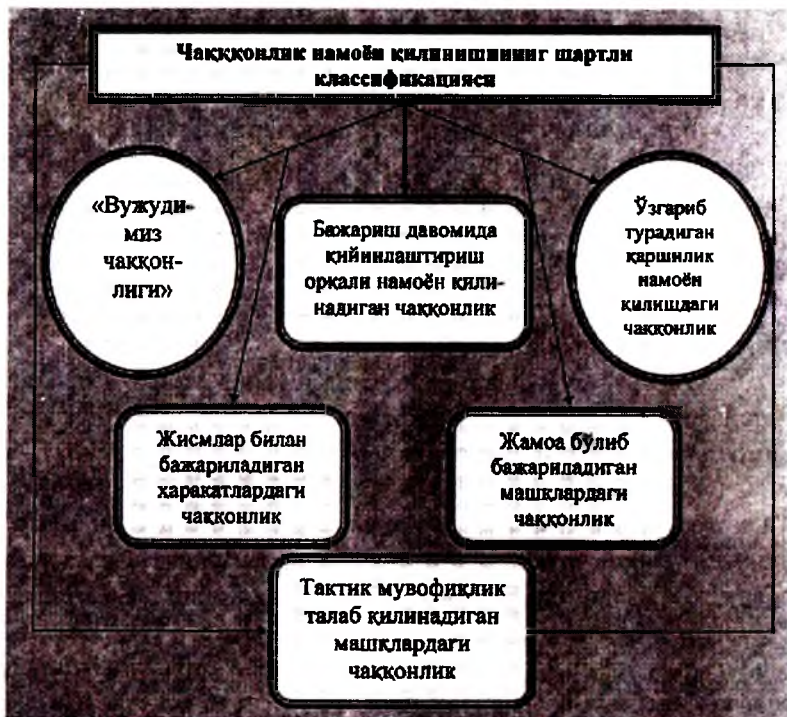 Чаққонлик намоён қилинишининг шартли
классификацияси
«Вужуди-
миз
чаққон-
лиги»
Бажариш давомида
қийинлаштириш
орқали намоён қили-
надиган чаққонлик
Ўзгариб
турадиган
қаршилик
намоён
қилишдаги
чаққонлик
Жисмлар билан
бажариладиган
ҳаракатлардаги
чаққонлик
Жамоа бўлиб
бажариладиган
машқлардаги
чаққонлик
Тактик мувофиқлик
талаб қилинадиган
машқлардаги
чаққонлик